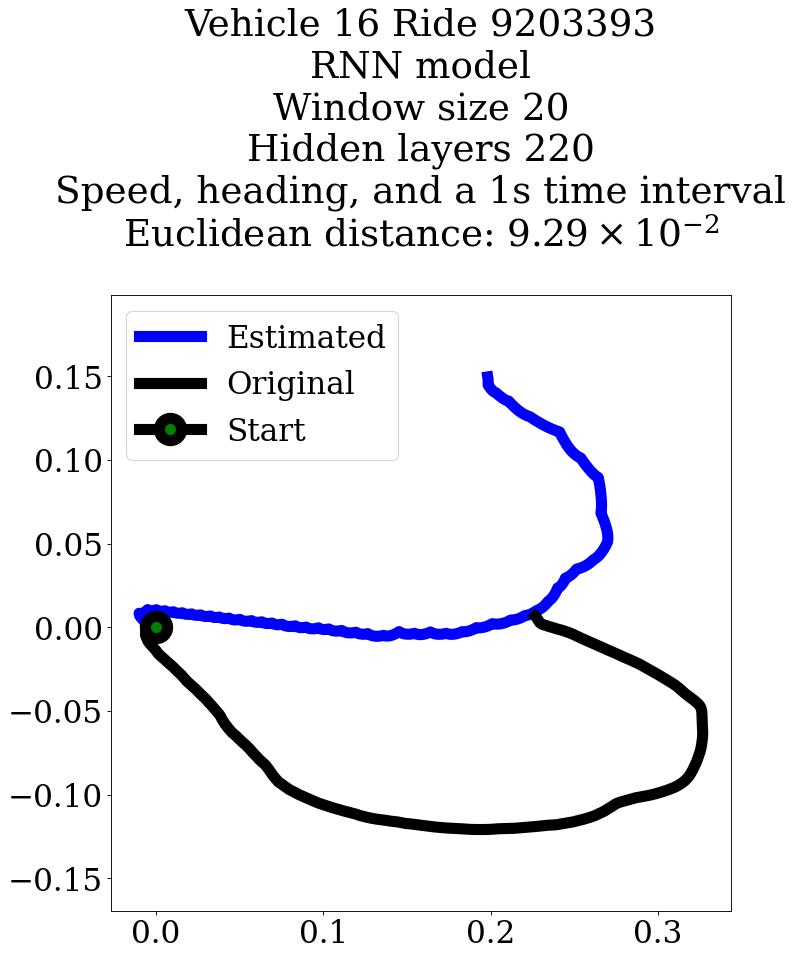 Vehicle 16 Ride 9203393
RNN model
Window size 20
Hidden layers 220
Speed, heading, and a 1s time interval
Euclidean distance: 9.29 × 10⁻²
Estimated
Original
Start
0.15
0.10
0.05
0.00
−0.05
−0.10
−0.15
0.0 0.1 0.2 0.3